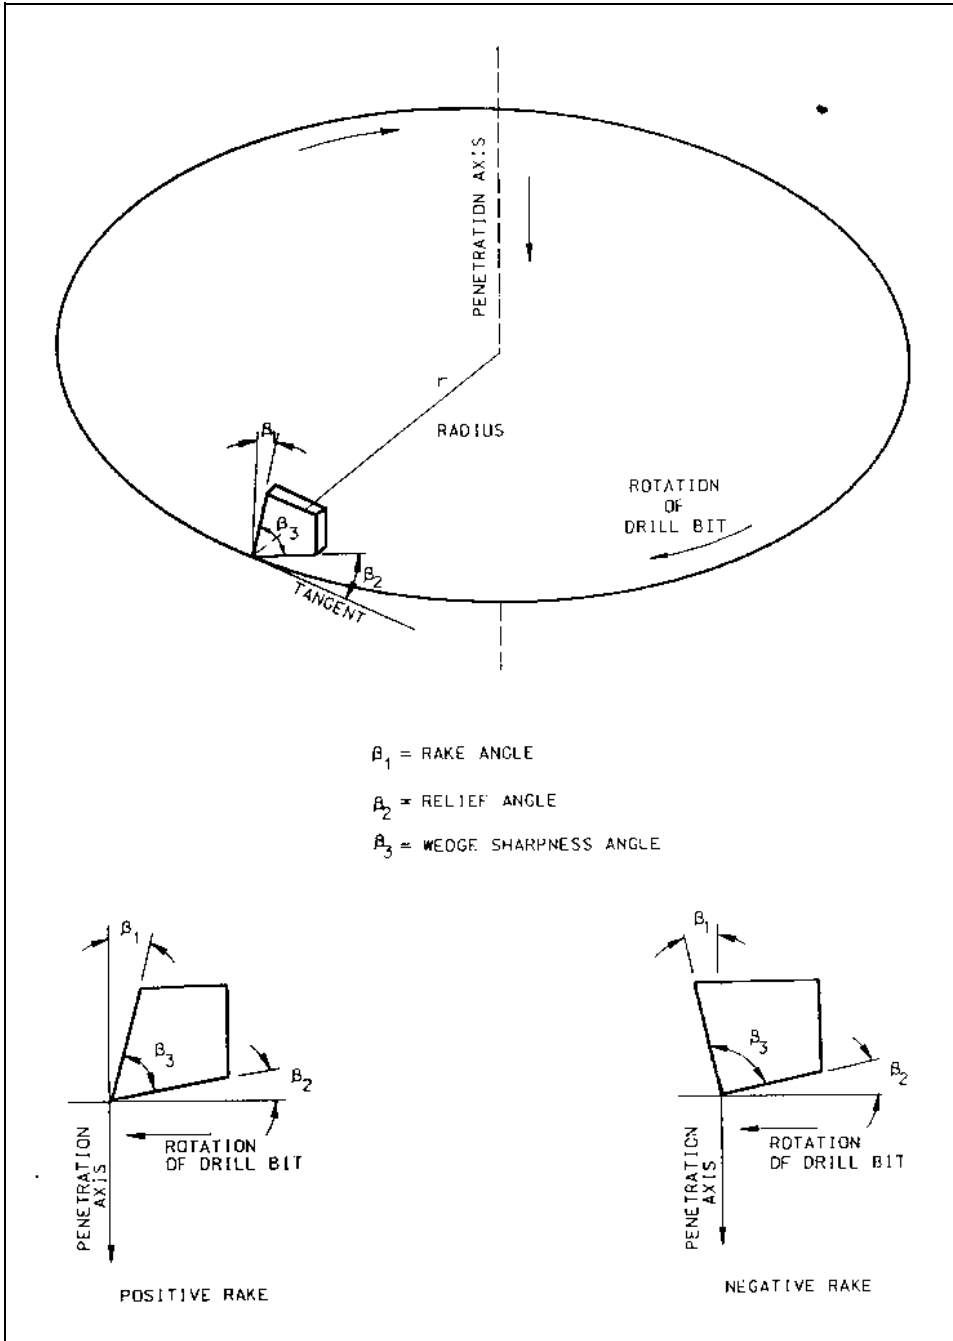 PENETRATION AXIS
r
RADIUS
β₁
β₃
β₂
TANGENT
ROTATION
OF
DRILL BIT
β₁ = RAKE ANGLE
β₂ = RELIEF ANGLE
β₃ = WEDGE SHARPNESS ANGLE
β₁
β₃
β₂
ROTATION
OF DRILL BIT
PENETRATION
AXIS
POSITIVE RAKE
β₁
β₃
β₂
ROTATION
OF DRILL BIT
PENETRATION
AXIS
NEGATIVE RAKE